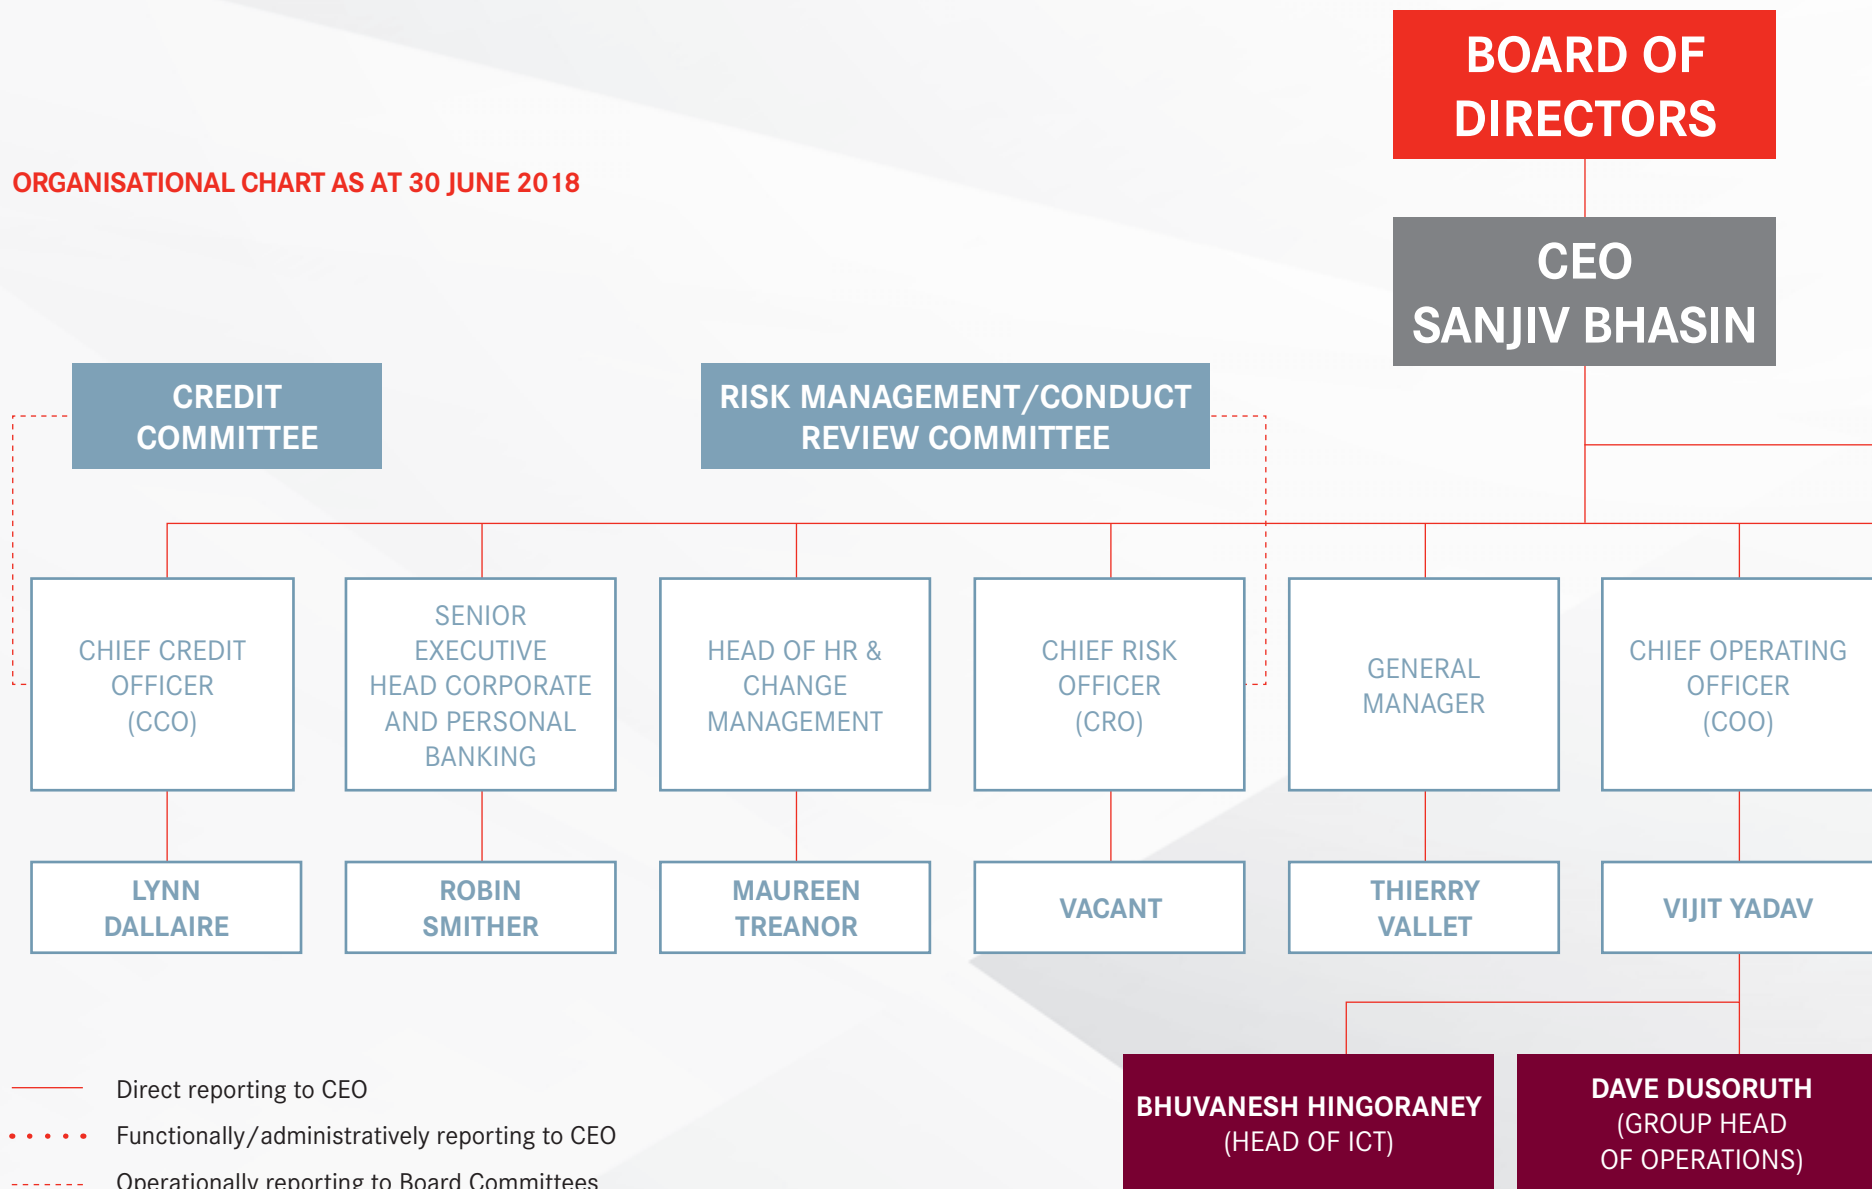 BOARD OF
DIRECTORS
ORGANISATIONAL CHART AS AT 30 JUNE 2018
CEO
SANJIV BHASIN
CREDIT
COMMITTEE
RISK MANAGEMENT/CONDUCT
REVIEW COMMITTEE
CHIEF CREDIT
OFFICER
(CCO)
SENIOR
EXECUTIVE
HEAD CORPORATE
AND PERSONAL
BANKING
HEAD OF HR &
CHANGE
MANAGEMENT
CHIEF RISK
OFFICER
(CRO)
GENERAL
MANAGER
CHIEF OPERATING
OFFICER
(COO)
LYNN
DALLAIRE
ROBIN
SMITHER
MAUREEN
TREANOR
VACANT
THIERRY
VALLET
VIJIT YADAV
Direct reporting to CEO
Functionally/administratively reporting to CEO
Operationally reporting to Board Committees
BHUVANESH HINGORANEY
(HEAD OF ICT)
DAVE DUSORUTH
(GROUP HEAD
OF OPERATIONS)